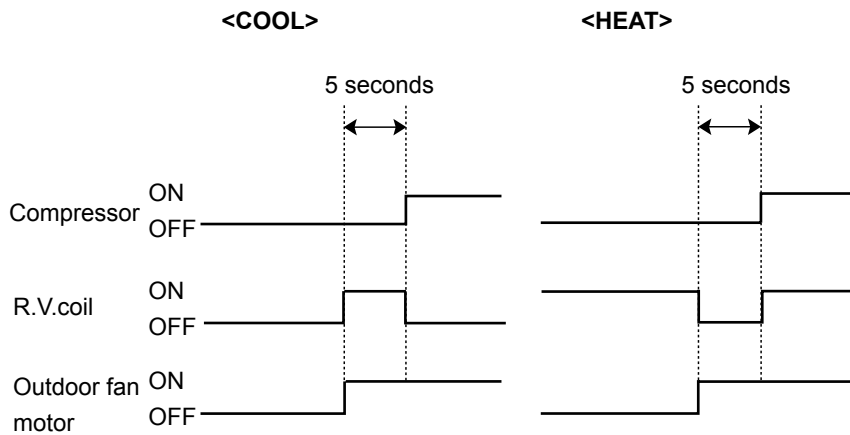 <COOL> <HEAT>
5 seconds 5 seconds
ON
Compressor
OFF
ON
R.V.coil
OFF
Outdoor fan ON
motor OFF